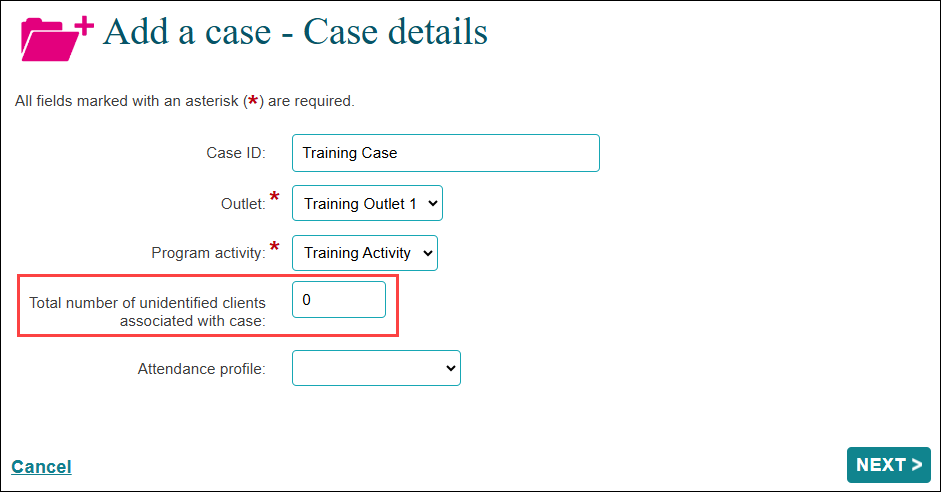 Add a case - Case details
All fields marked with an asterisk (*) are required.
Case ID: Training Case
Outlet:* Training Outlet 1
Program activity:* Training Activity
Total number of unidentified clients
associated with case: 0
Attendance profile:
Cancel
NEXT >